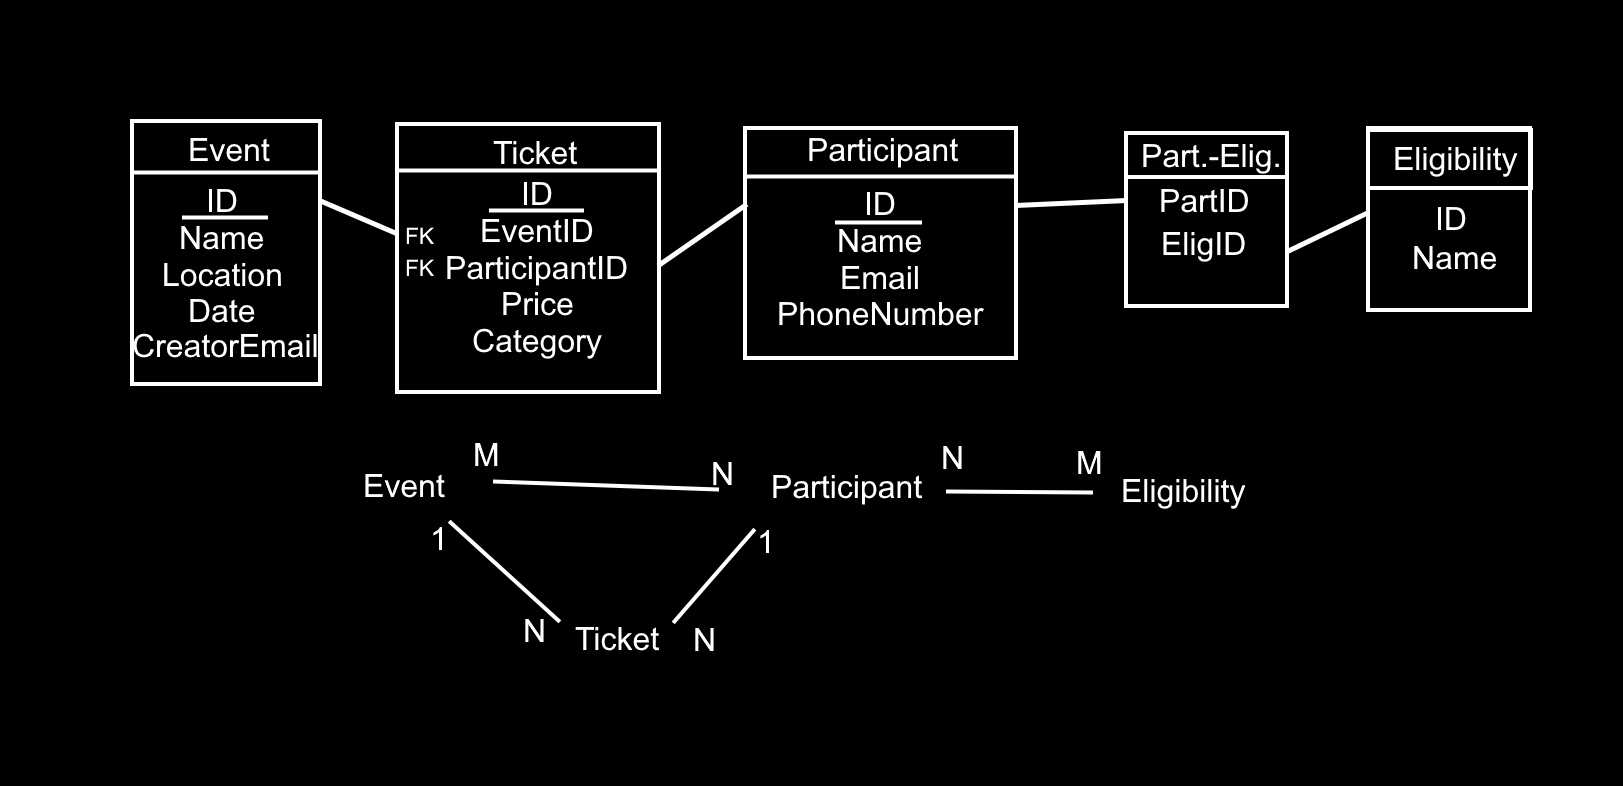 Event
ID
Name
Location
Date
CreatorEmail
Ticket
ID
FK EventID
FK ParticipantID
Price
Category
Participant
ID
Name
Email
PhoneNumber
Part.-Elig.
PartID
EligID
Eligibility
ID
Name
M N N M
Event Participant Eligibility
1 1
N Ticket N